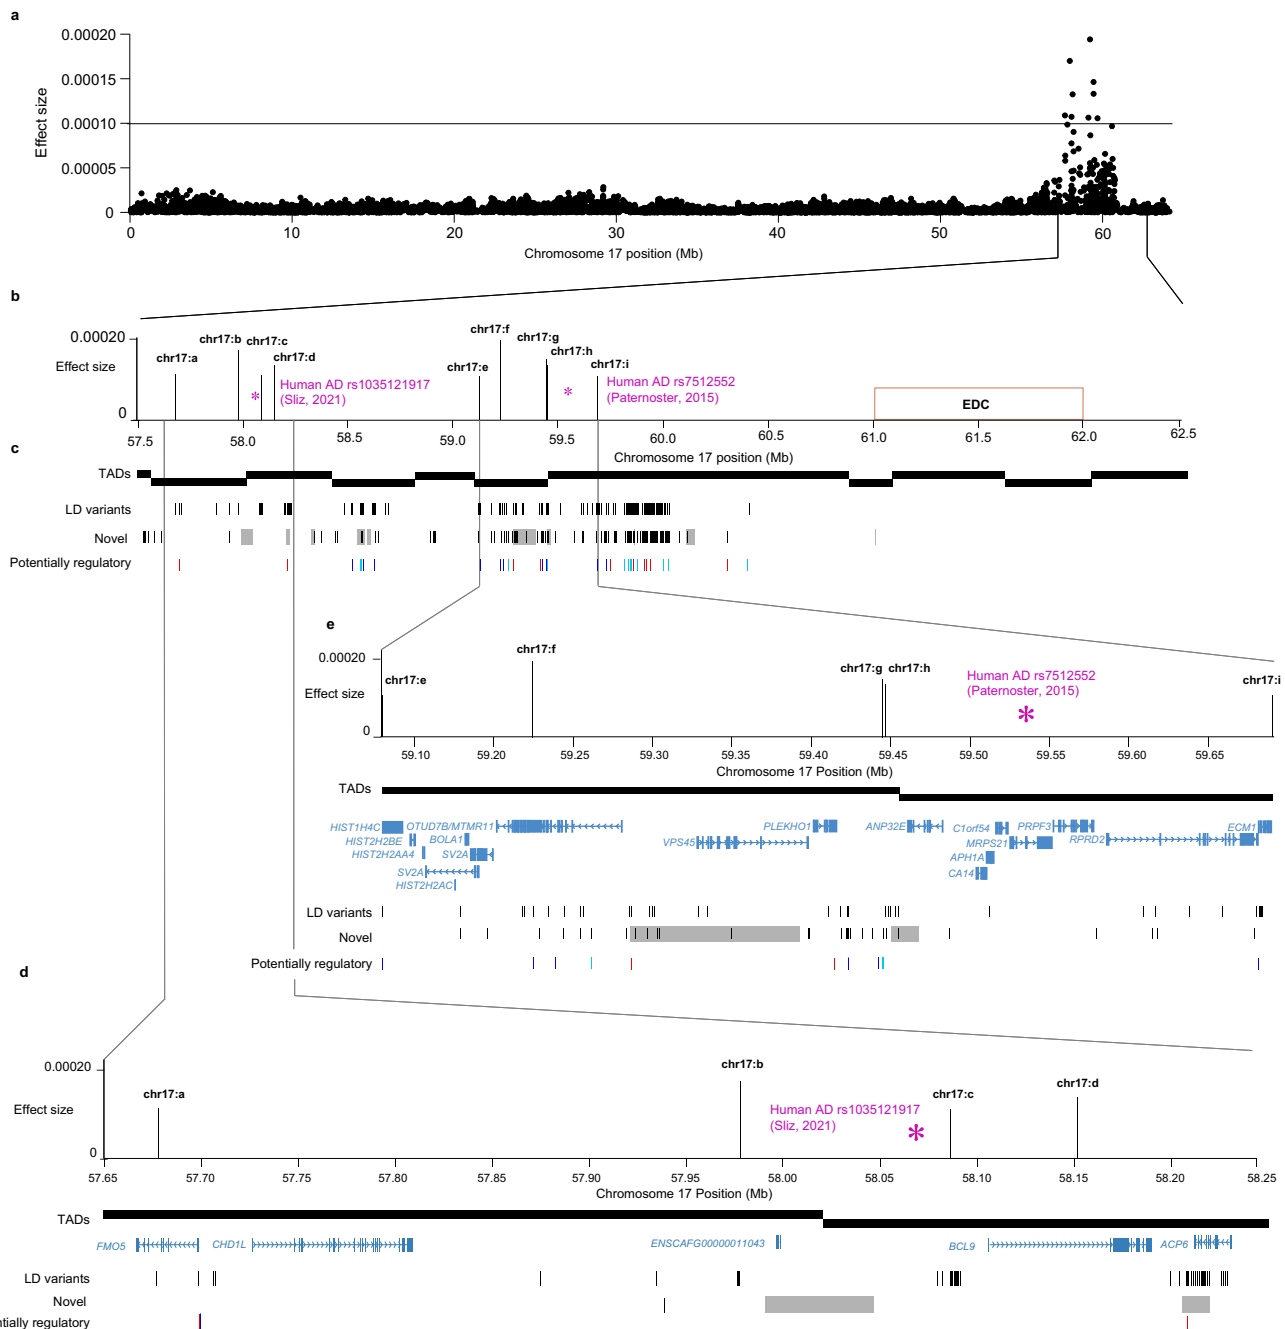 a
0.00020
0.00015
0.00010
0.00005
0
Effect size
0 10 20 30 40 50 60
Chromosome 17 position (Mb)
b
0.00020
Effect size
0
chr17:a
chr17:b
chr17:c
chr17:d
Human AD rs1035121917
(Sliz, 2021)
*
chr17:e
chr17:f
chr17:g
chr17:h
chr17:i
*
Human AD rs7512552
(Paternoster, 2015)
EDC
57.5 58.0 58.5 59.0 59.5 60.0 60.5 61.0 61.5 62.0 62.5
Chromosome 17 position (Mb)
c
TADs
LD variants
Novel
Potentially regulatory
e
0.00020
Effect size
0
chr17:e
chr17:f
chr17:g
chr17:h
Human AD rs7512552
(Paternoster, 2015)
*
chr17:i
59.10 59.20 59.25 59.30 59.35 59.40 59.45 59.50 59.55 59.60 59.65
Chromosome 17 Position (Mb)
TADs
HIST1H4C
HIST2H2BE
HIST2H2AA4
OTUD7B/MTMR11
BOLA1
SV2A
SV2A
HIST2H2AC
VPS45
PLEKHO1
ANP32E
C1orf54
MRPS21
APH1A
CA14
PRPF3
RPRD2
ECM1
LD variants
Novel
Potentially regulatory
d
0.00020
Effect size
0
chr17:a
chr17:b
Human AD rs1035121917
(Sliz, 2021)
*
chr17:c
chr17:d
57.65 57.70 57.75 57.80 57.85 57.90 57.95 58.00 58.05 58.10 58.15 58.20 58.25
Chromosome 17 Position (Mb)
TADs
FMO5
CHD1L
ENSCAFG00000011043
BCL9
ACP6
LD variants
Novel
ntially regulatory